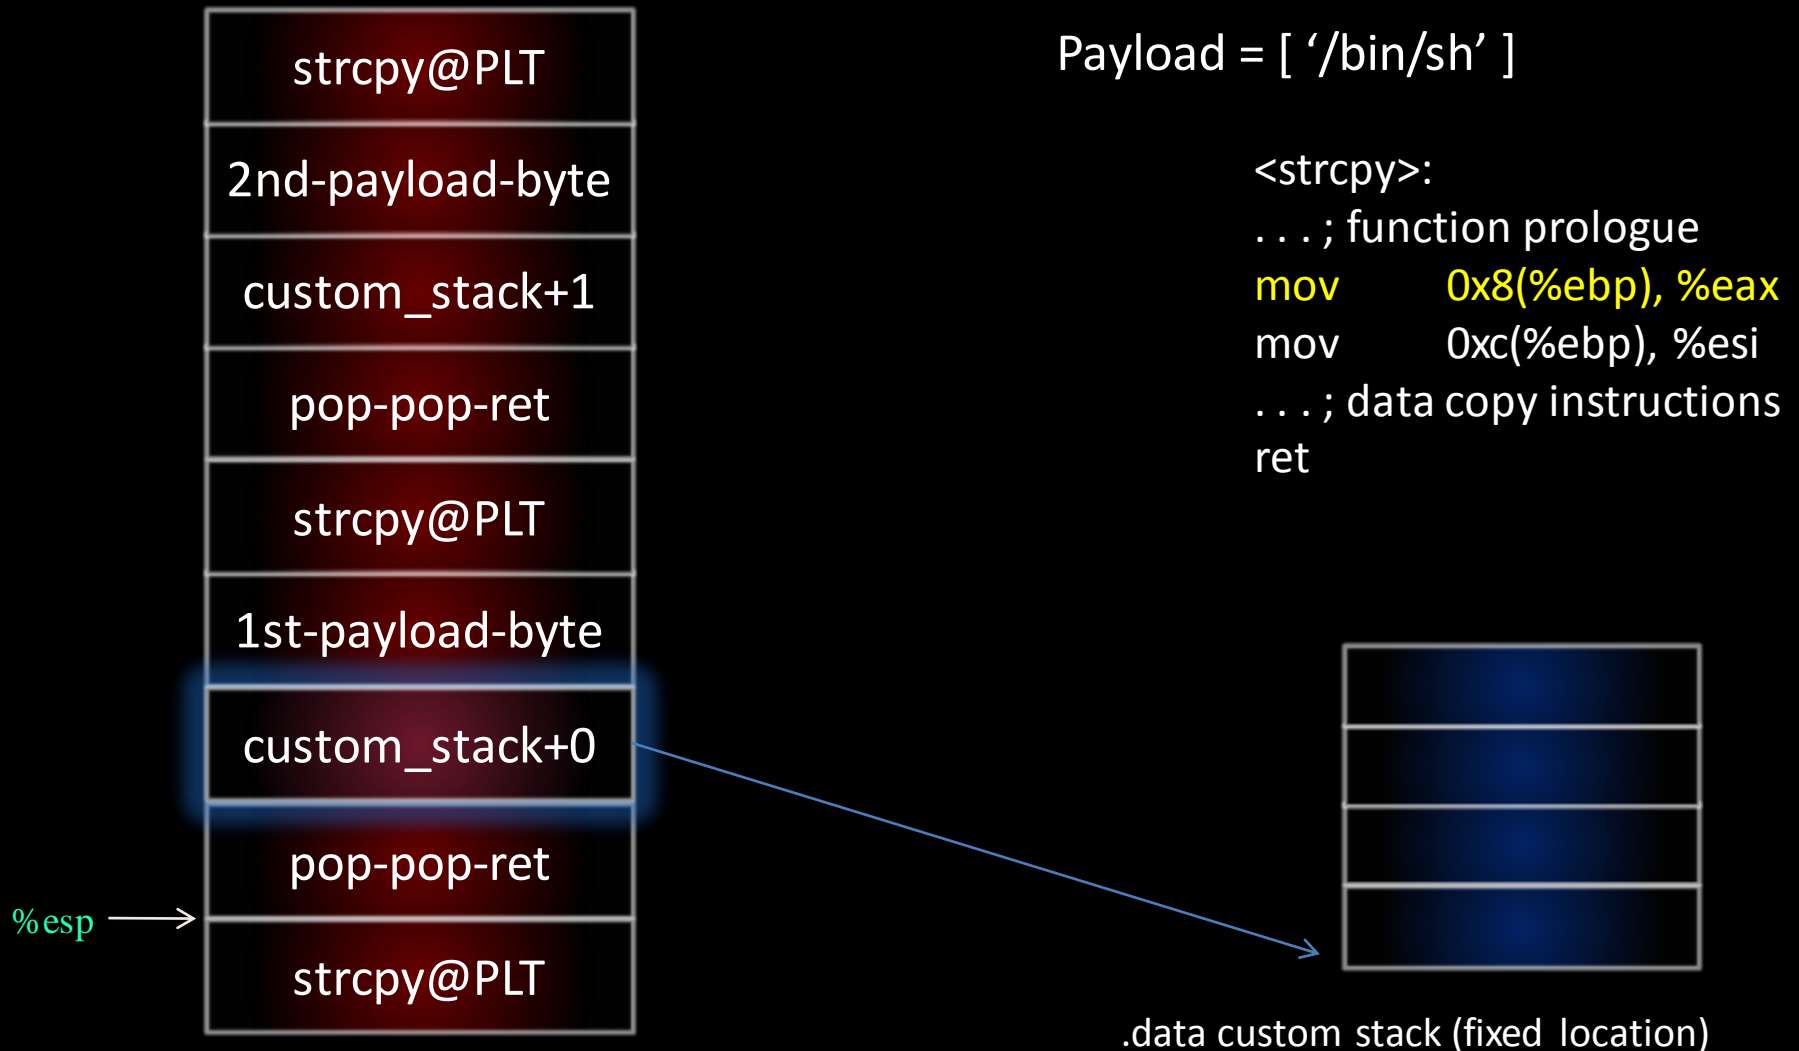 strcpy@PLT
2nd-payload-byte
custom_stack+1
pop-pop-ret
strcpy@PLT
1st-payload-byte
custom_stack+0
pop-pop-ret
%esp
strcpy@PLT
Payload = [ ‘/bin/sh’ ]
<strcpy>:
. . . ; function prologue
mov 0x8(%ebp), %eax
mov 0xc(%ebp), %esi
. . . ; data copy instructions
ret
.data custom stack (fixed location)